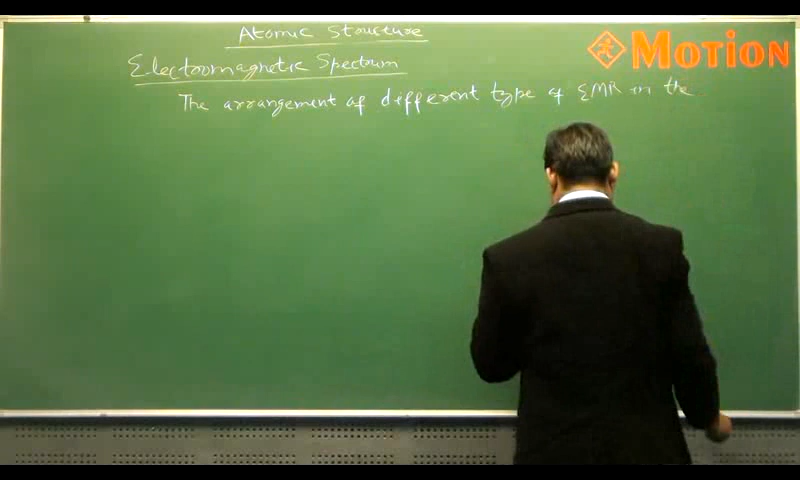 Atomic Structure
MOTION
Electromagnetic Spectrum
The arrangement of different type of EMR in the